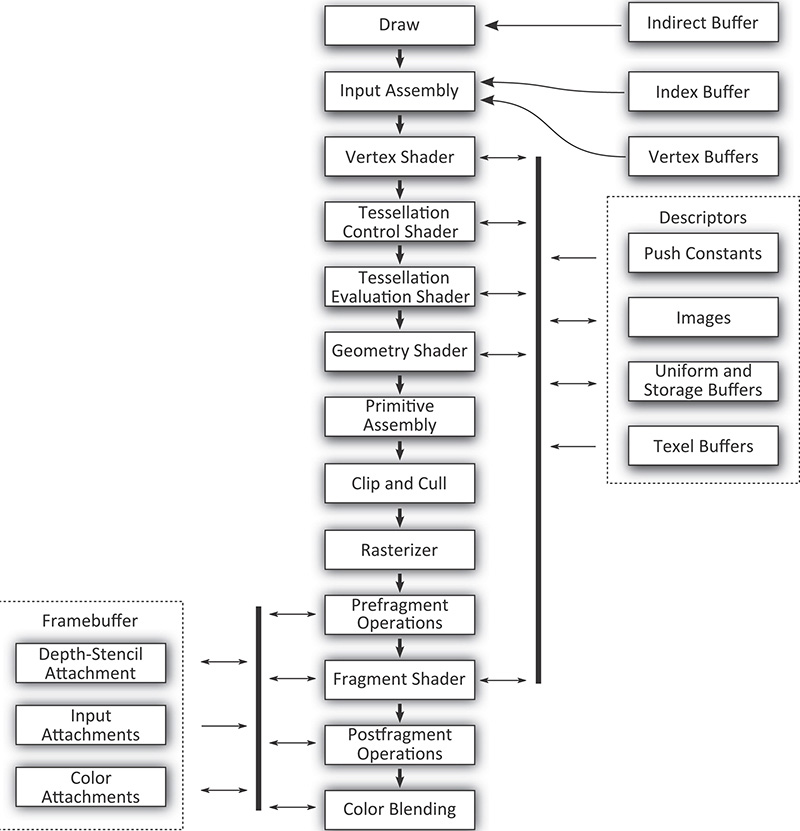 Draw
Indirect Buffer
Input Assembly
Index Buffer
Vertex Shader
Vertex Buffers
Tessellation
Control Shader
Descriptors
Push Constants
Tessellation
Evaluation Shader
Images
Geometry Shader
Uniform and
Storage Buffers
Primitive
Assembly
Texel Buffers
Clip and Cull
Rasterizer
Prefragment
Operations
Framebuffer
Depth-Stencil
Attachment
Fragment Shader
Input
Attachments
Postfragment
Operations
Color
Attachments
Color Blending